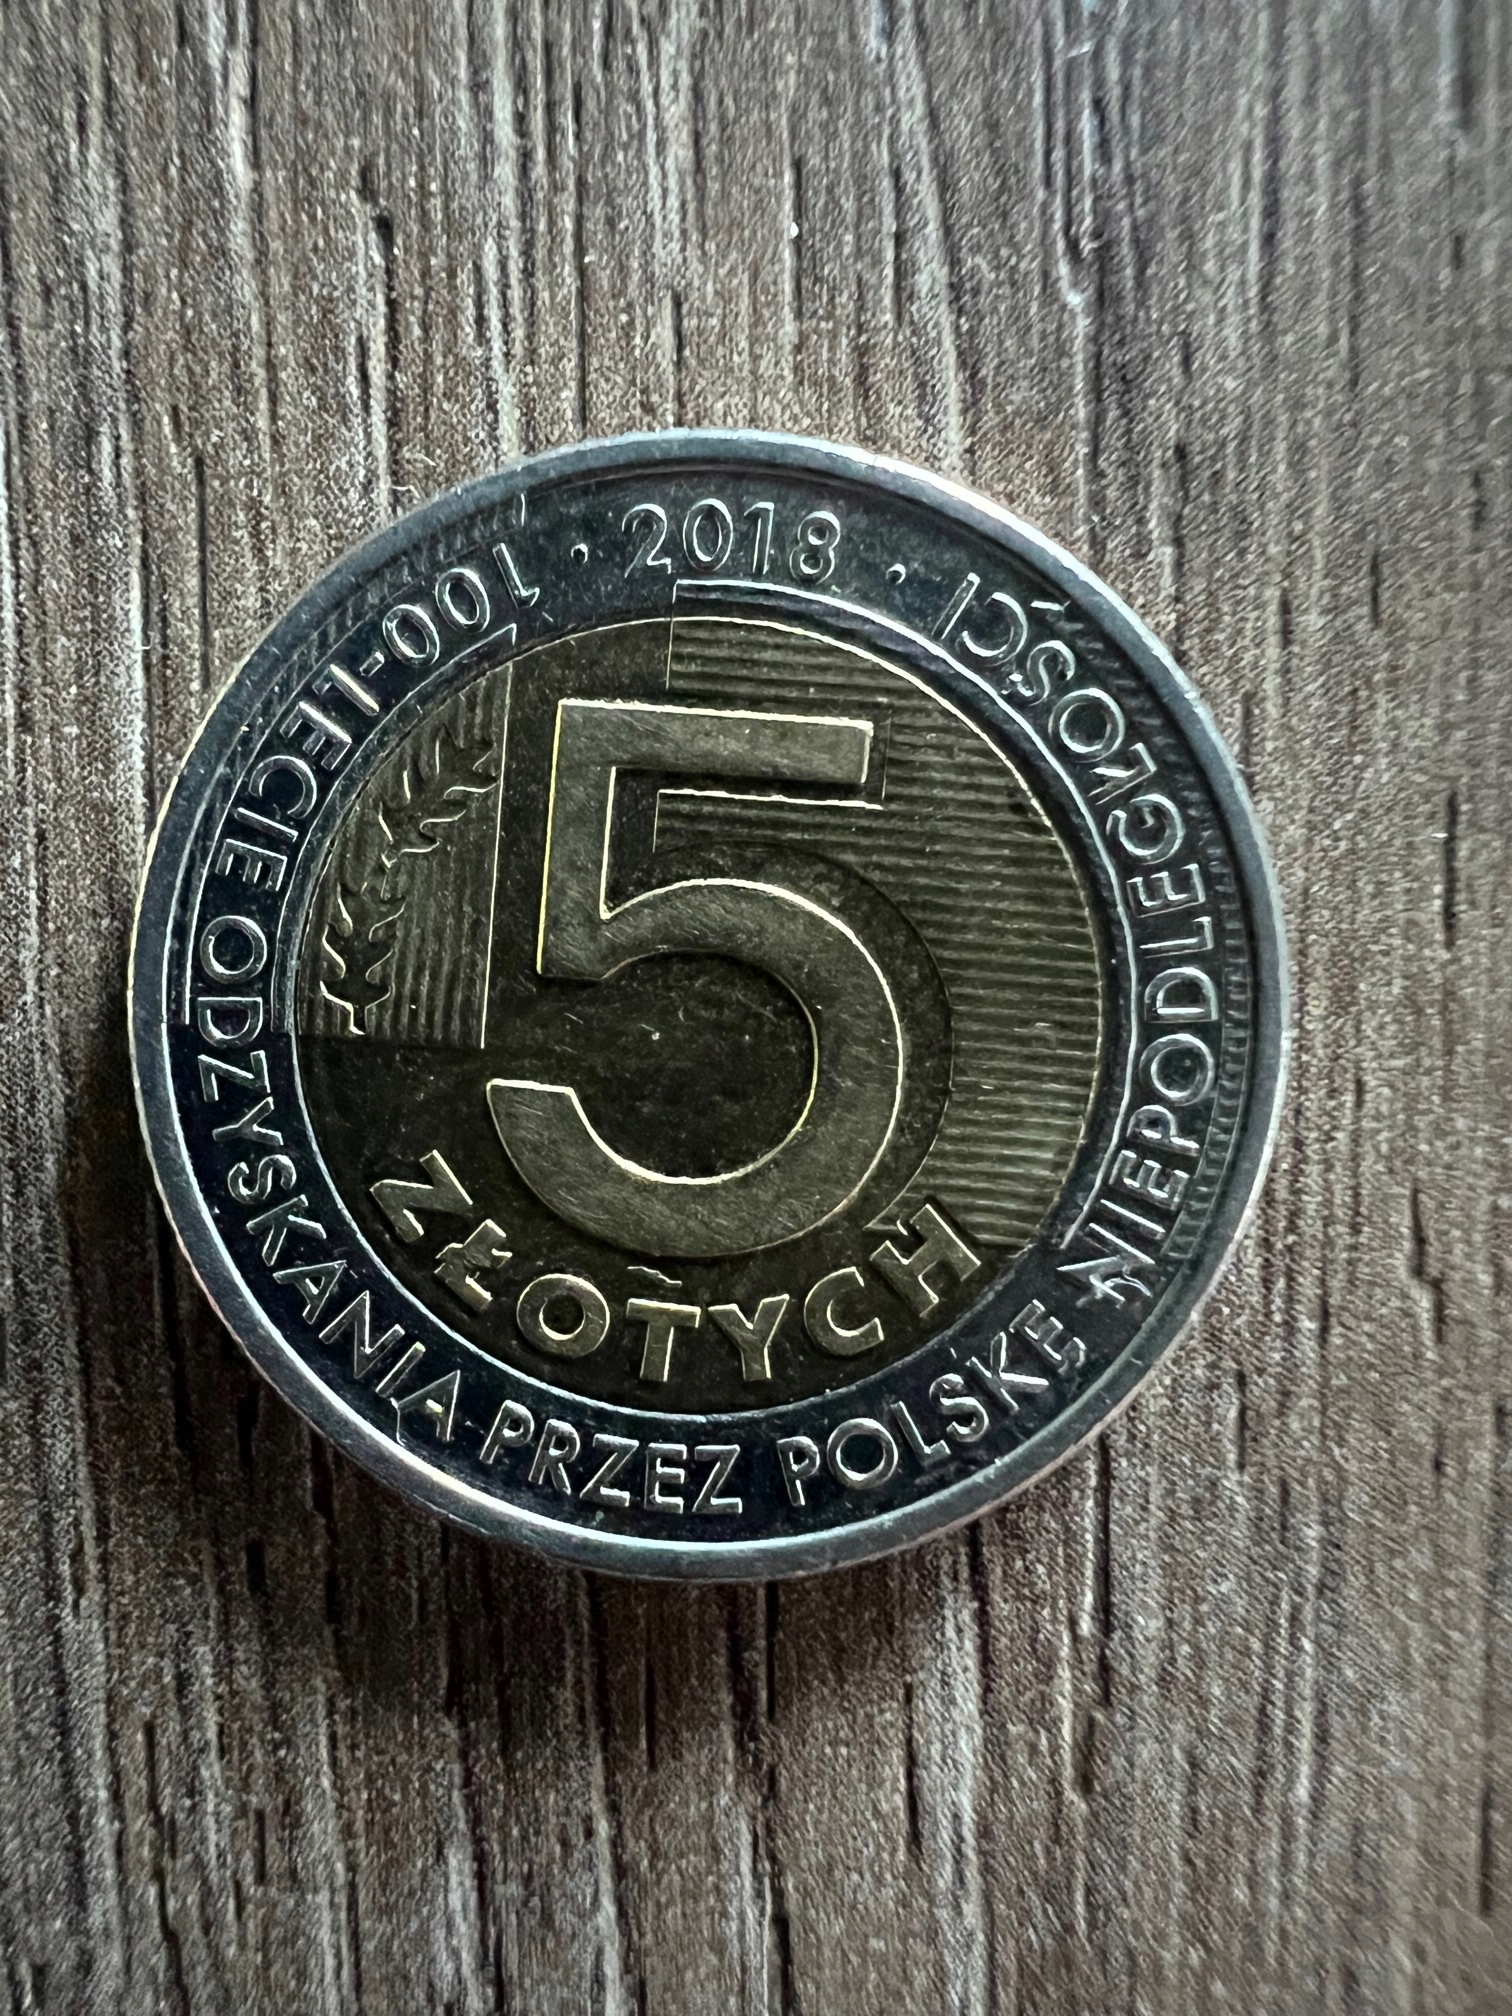 2018
100-LECIE ODZYSKANIA PRZEZ POLSKĘ NIEPODLEGŁOŚCI
5
ZŁOTYCH